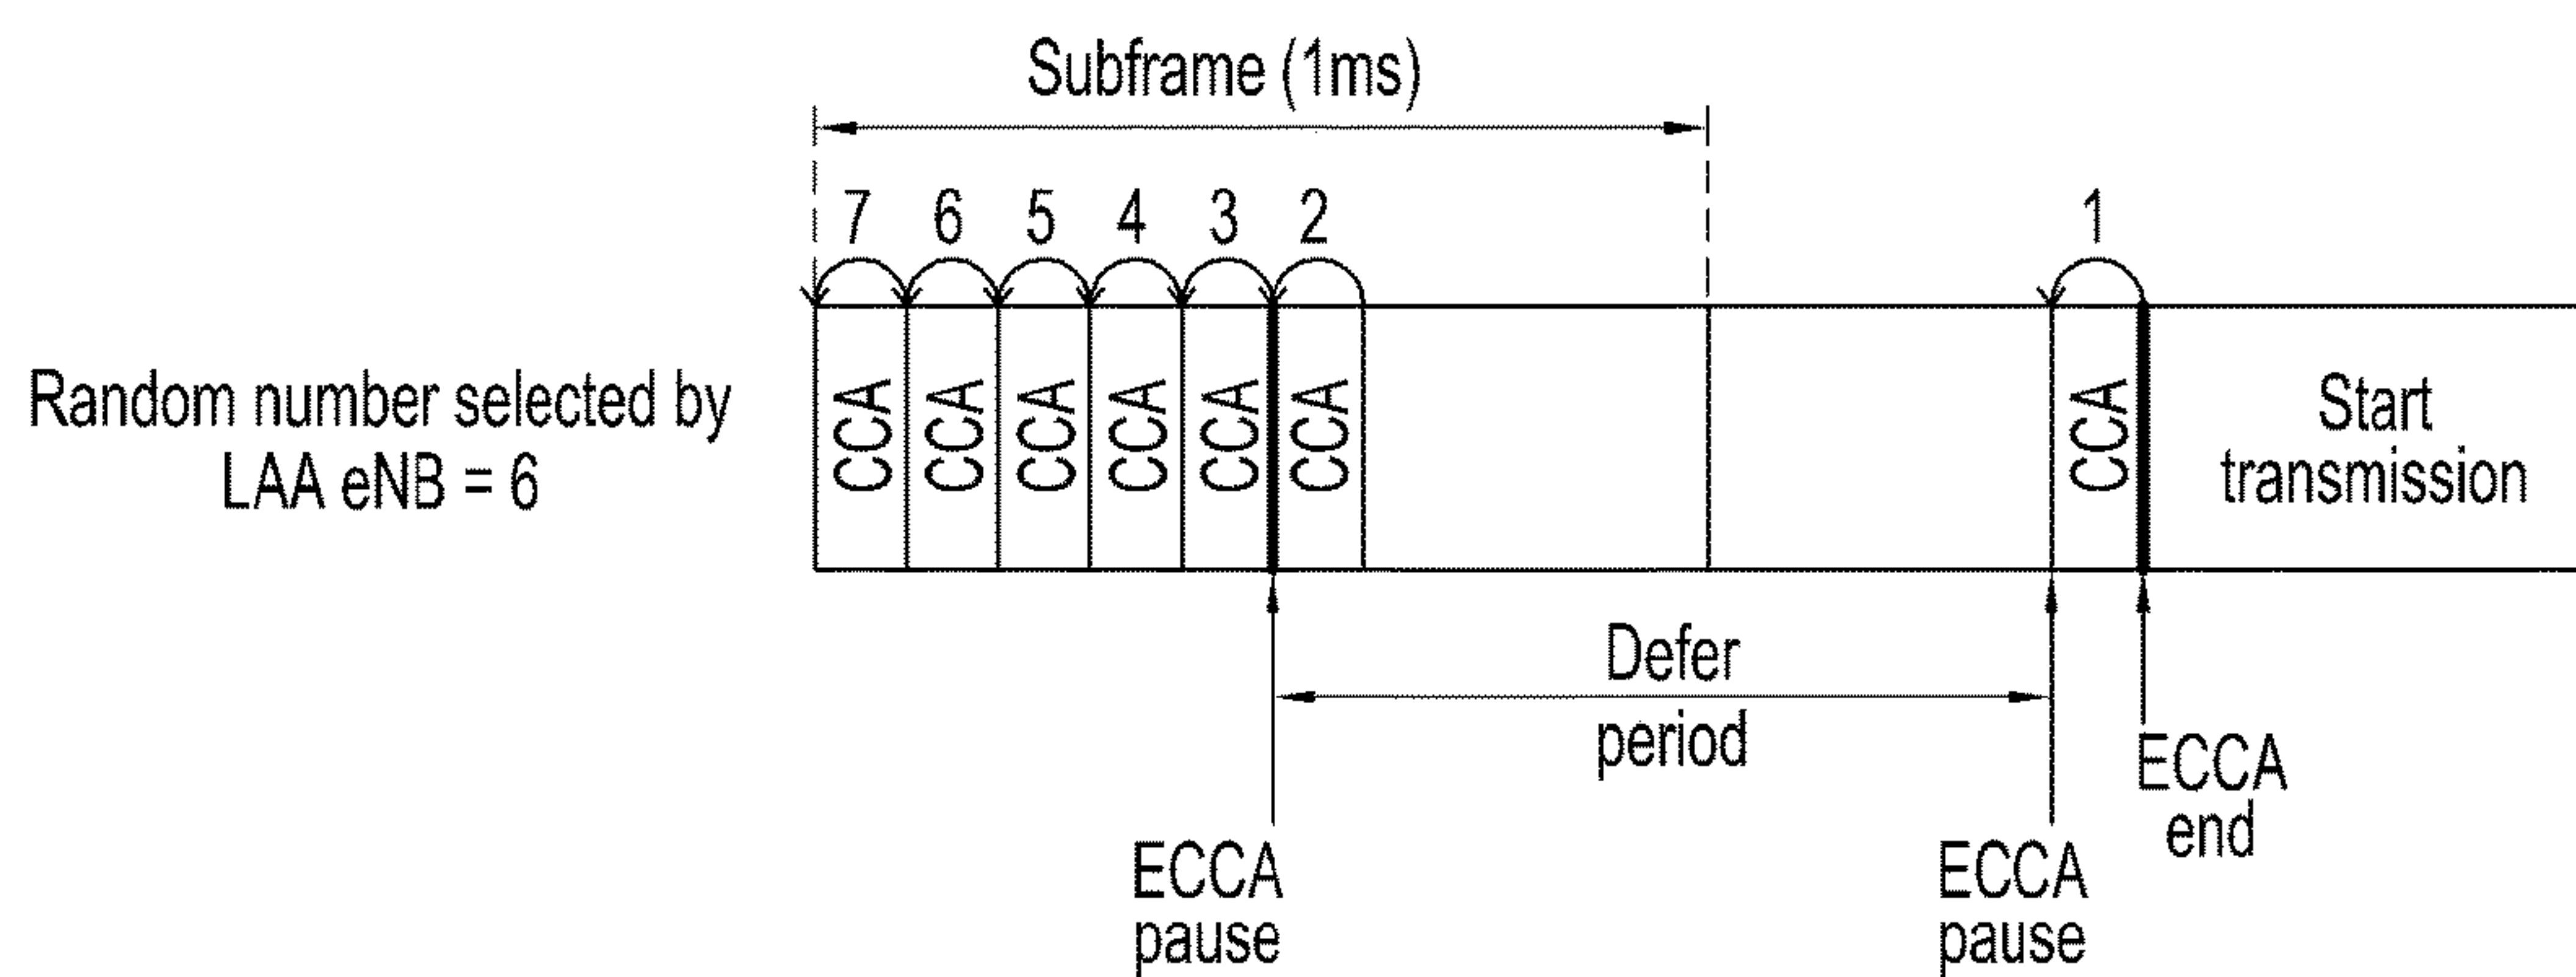 Subframe (1ms)
7 6 5 4 3 2 1
Random number selected by
LAA eNB = 6
CCA CCA CCA CCA CCA CCA CCA
Start
transmission
Defer
period
ECCA
end
ECCA
pause
ECCA
pause